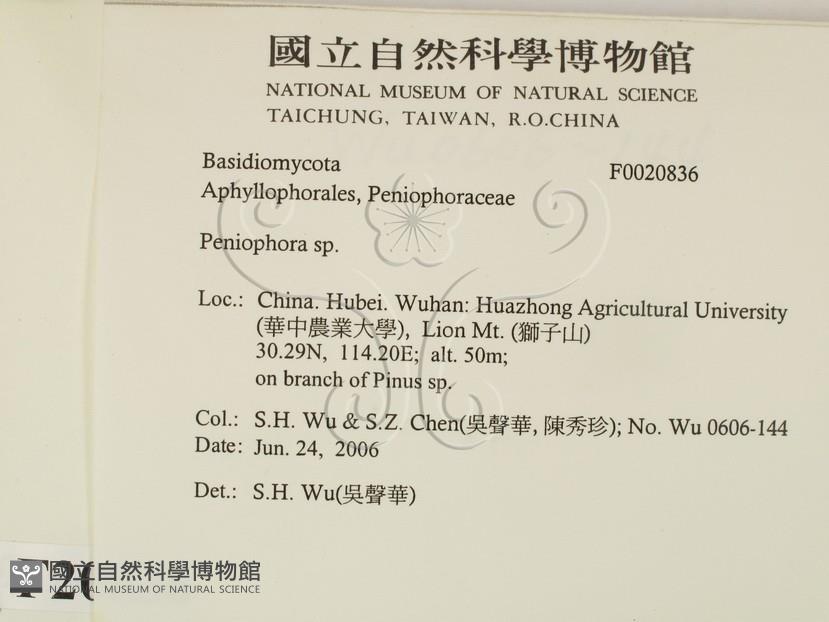 國立自然科學博物館
NATIONAL MUSEUM OF NATURAL SCIENCE
TAICHUNG, TAIWAN, R.O.CHINA
Basidiomycota F0020836
Aphyllophorales, Peniophoraceae
Peniophora sp.
Loc.: China. Hubei. Wuhan: Huazhong Agricultural University
(華中農業大學), Lion Mt. (獅子山)
30.29N, 114.20E; alt. 50m;
on branch of Pinus sp.
Col.: S.H. Wu & S.Z. Chen(吳聲華, 陳秀珍); No. Wu 0606-144
Date: Jun. 24, 2006
Det.: S.H. Wu(吳聲華)
國立自然科學博物館
NATIONAL MUSEUM OF NATURAL SCIENCE